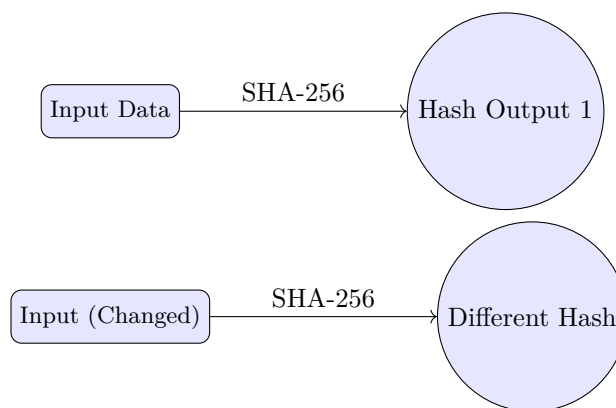 Input Data
SHA-256
Hash Output 1
Input (Changed)
SHA-256
Different Hash